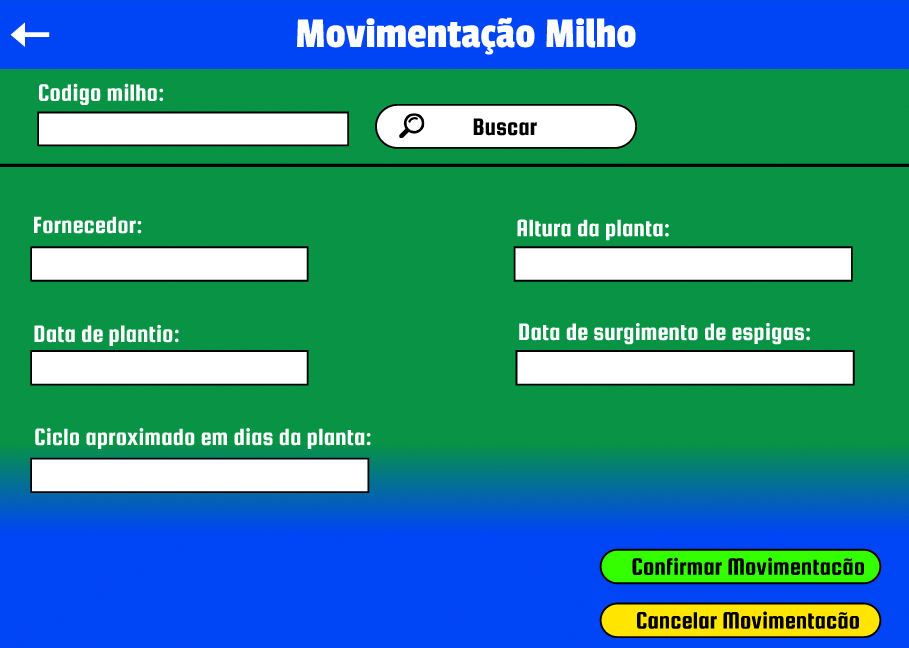 Movimentação Milho
Codigo milho:
Buscar
Fornecedor:
Altura da planta:
Data de plantio:
Data de surgimento de espigas:
Ciclo aproximado em dias da planta:
Confirmar Movimentacão
Cancelar Movimentacão